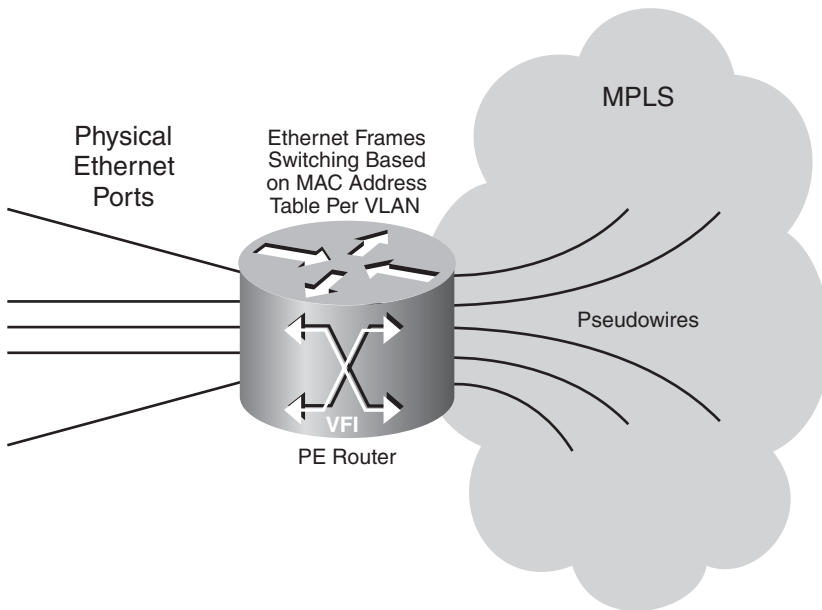 MPLS
Physical
Ethernet
Ports
Ethernet Frames
Switching Based
on MAC Address
Table Per VLAN
Pseudowires
VFI
PE Router